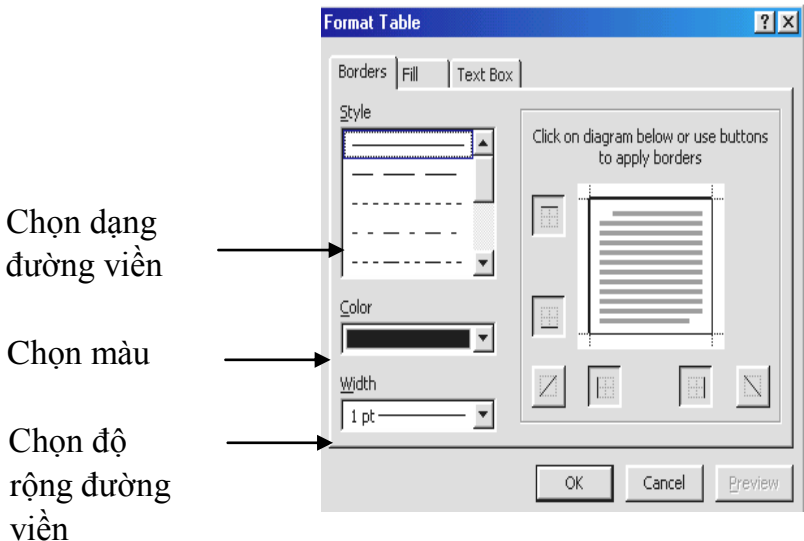 Format Table
Borders Fill Text Box
Style
Click on diagram below or use buttons
to apply borders
Chọn dạng
đường viền
Color
Chọn màu
Width
1 pt
Chọn độ
rộng đường
viền
OK Cancel Preview